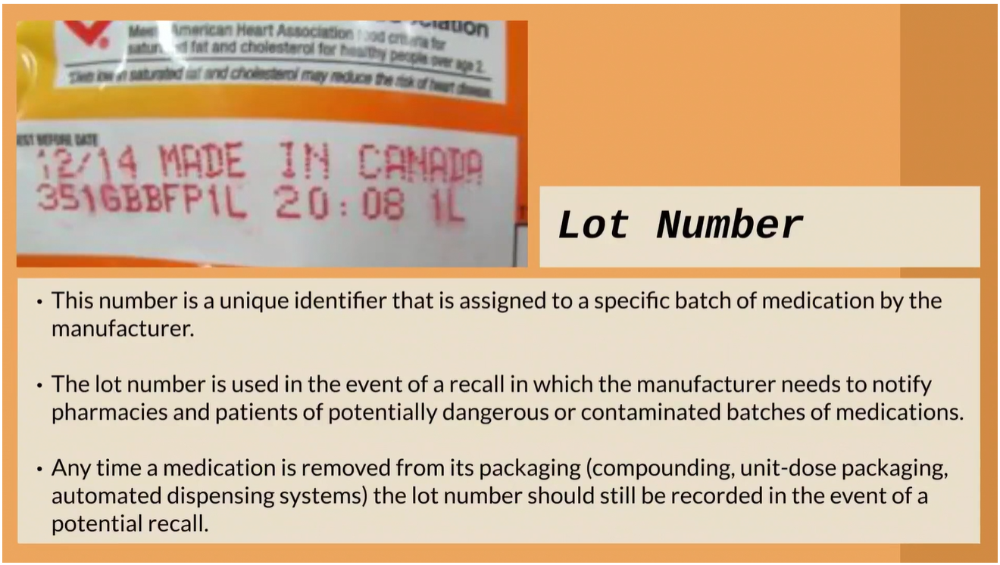 ciation
Meets American Heart Association food criteria for
saturated fat and cholesterol for healthy people over age 2.
*Diets low in saturated fat and cholesterol may reduce the risk of heart disease.
BEST BEFORE DATE
12/14 MADE IN CANADA
351GBBFP1L 20:08 1L
Lot Number
• This number is a unique identifier that is assigned to a specific batch of medication by the
manufacturer.
• The lot number is used in the event of a recall in which the manufacturer needs to notify
pharmacies and patients of potentially dangerous or contaminated batches of medications.
• Any time a medication is removed from its packaging (compounding, unit-dose packaging,
automated dispensing systems) the lot number should still be recorded in the event of a
potential recall.